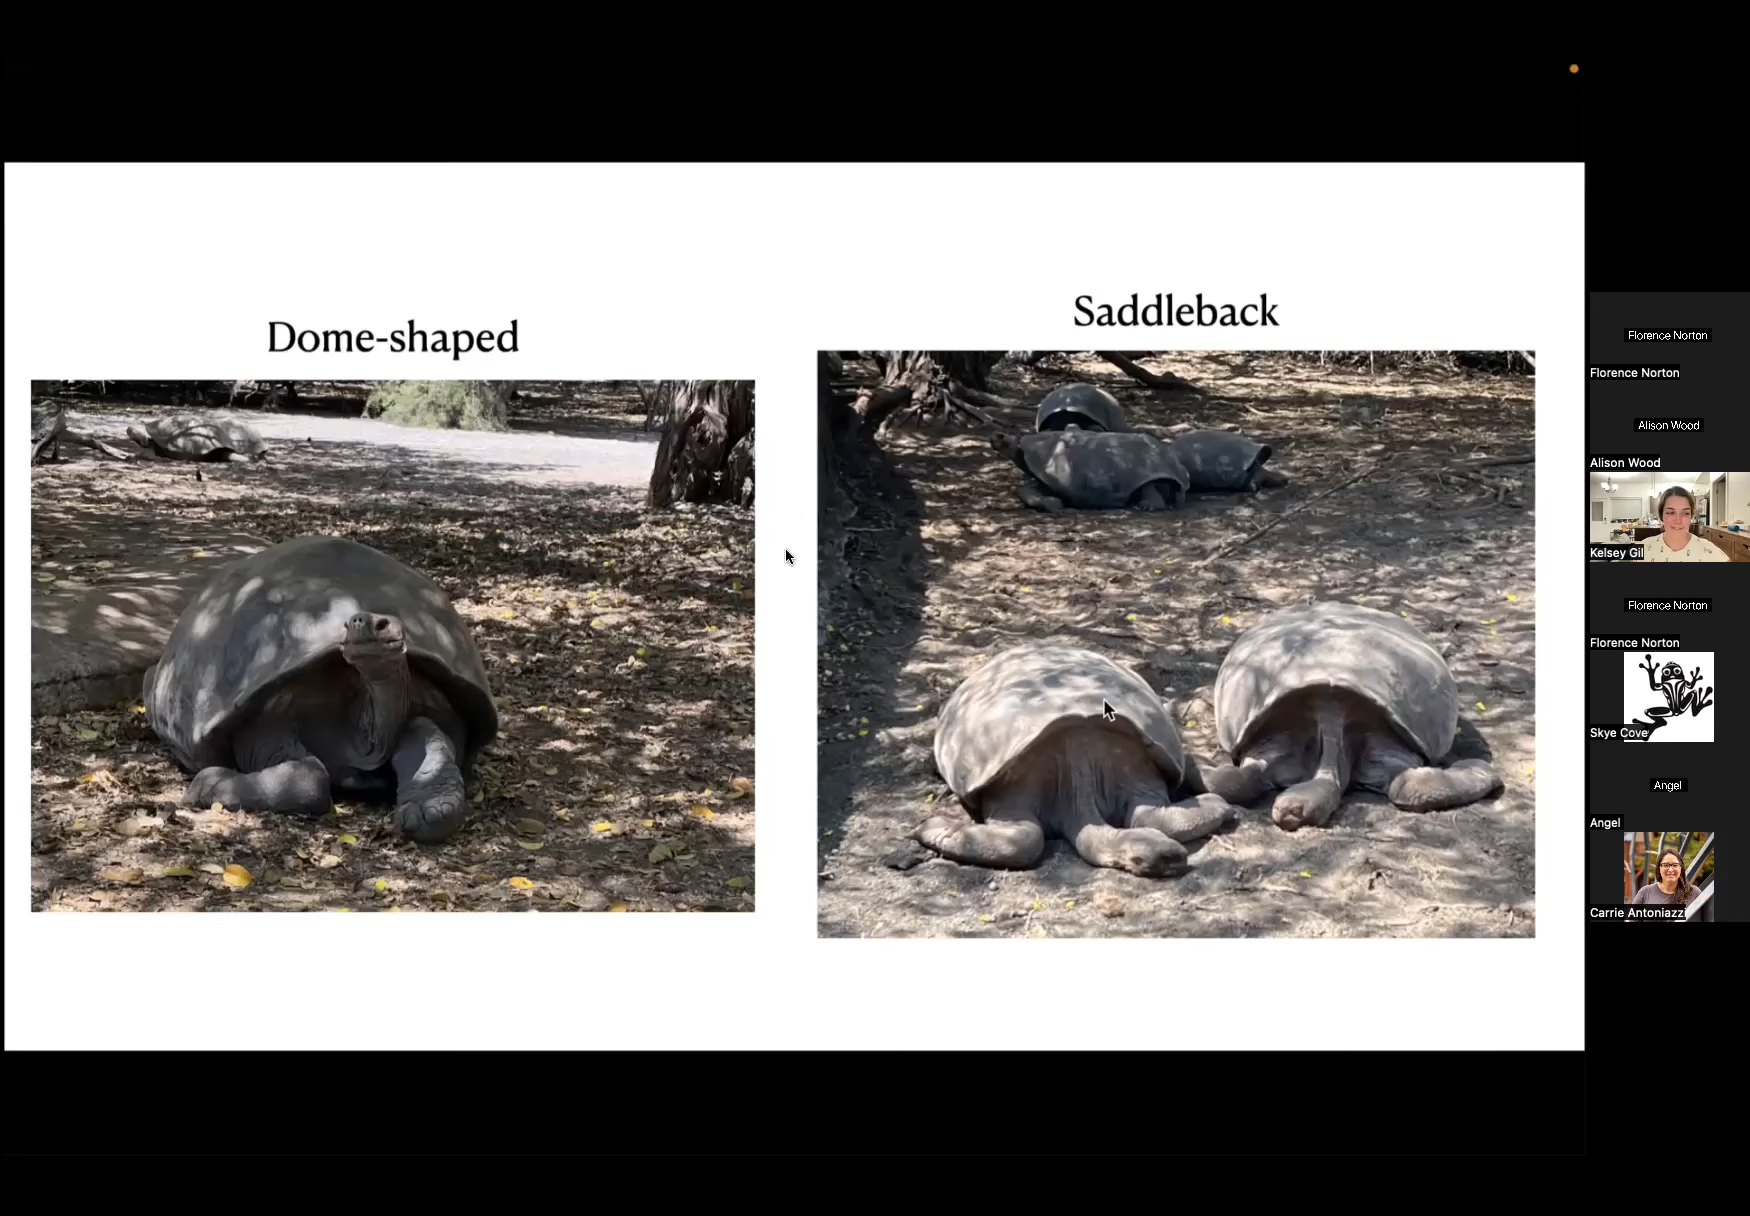 Dome-shaped
Saddleback
Florence Norton
Florence Norton
Alison Wood
Alison Wood
Kelsey Gil
Florence Norton
Florence Norton
Skye Cove
Angel
Angel
Carrie Antoniazzi